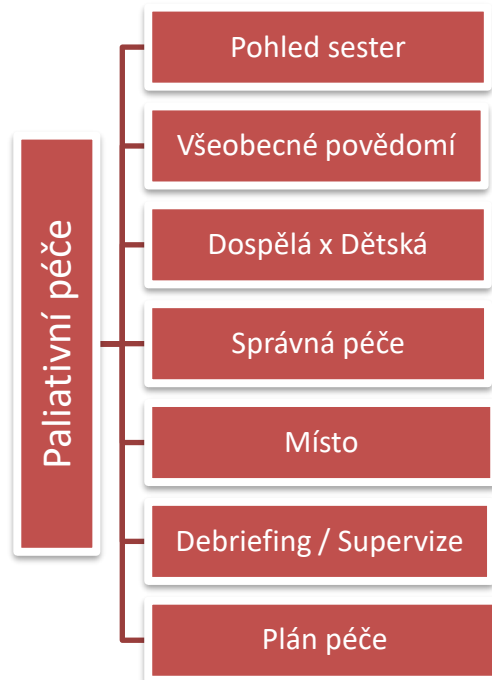 Paliativní péče
Pohled sester
Všeobecné povědomí
Dospělá x Dětská
Správná péče
Místo
Debriefing / Supervize
Plán péče